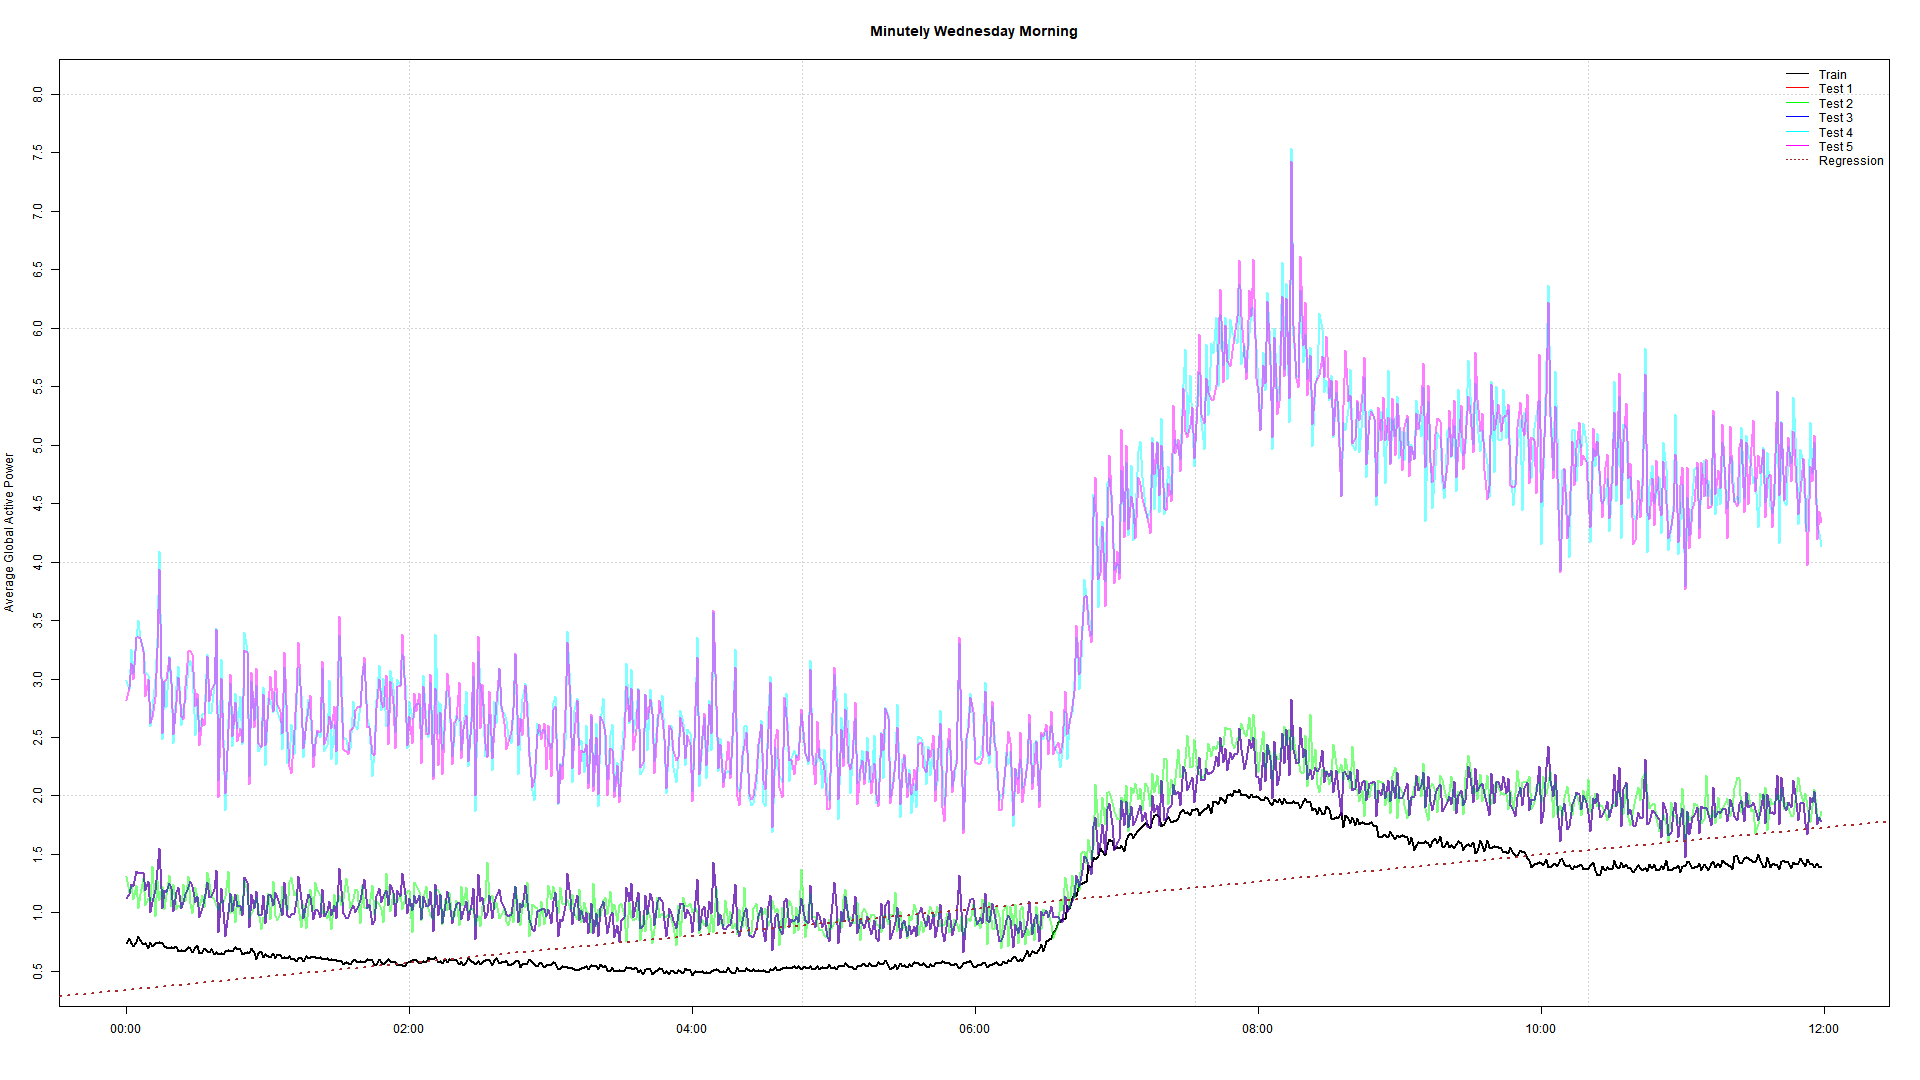 Minutely Wednesday Morning
Train
Test 1
Test 2
Test 3
Test 4
Test 5
Regression
Average Global Active Power
8.0
7.5
7.0
6.5
6.0
5.5
5.0
4.5
4.0
3.5
3.0
2.5
2.0
1.5
1.0
0.5
00:00
02:00
04:00
06:00
08:00
10:00
12:00